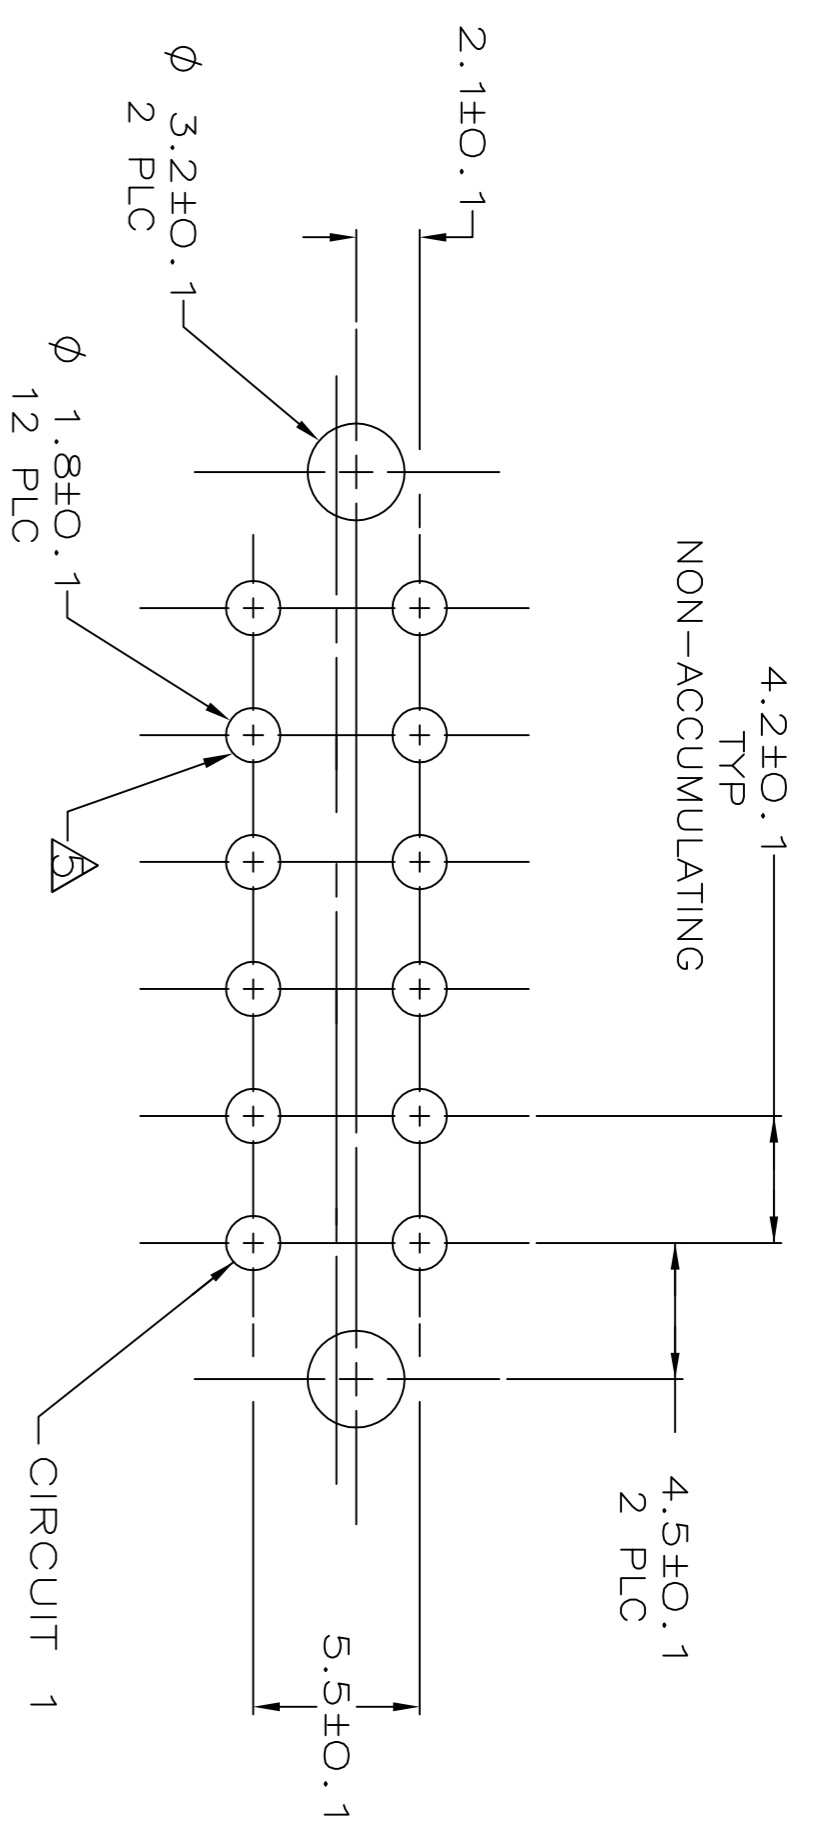 4.2±0.1
TYP
NON-ACCUMULATING
4.5±0.1
2 PLC
2.1±0.1
5.5±0.1
Ø 3.2±0.1
2 PLC
Ø 1.8±0.1
12 PLC
5
CIRCUIT 1